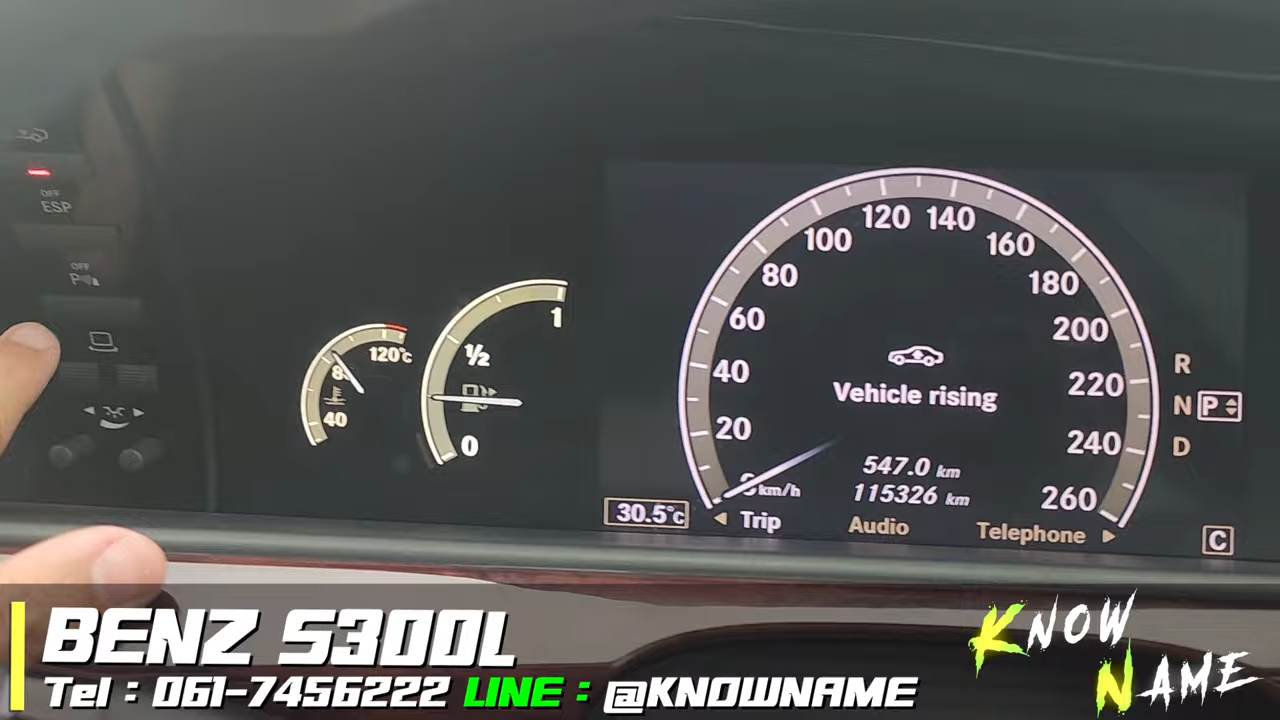 OFF
ESP
OFF
P
120°c
40
1
½
0
120 140
100 160
80 180
60 200
40 220
20 240
260
Vehicle rising
km/h
547.0 km
115326 km
30.5°c
Trip Audio Telephone
R
N P
D
C
BENZ S300L
Tel : 061-7456222 LINE : @KNOWNAME
KNOW
NAME